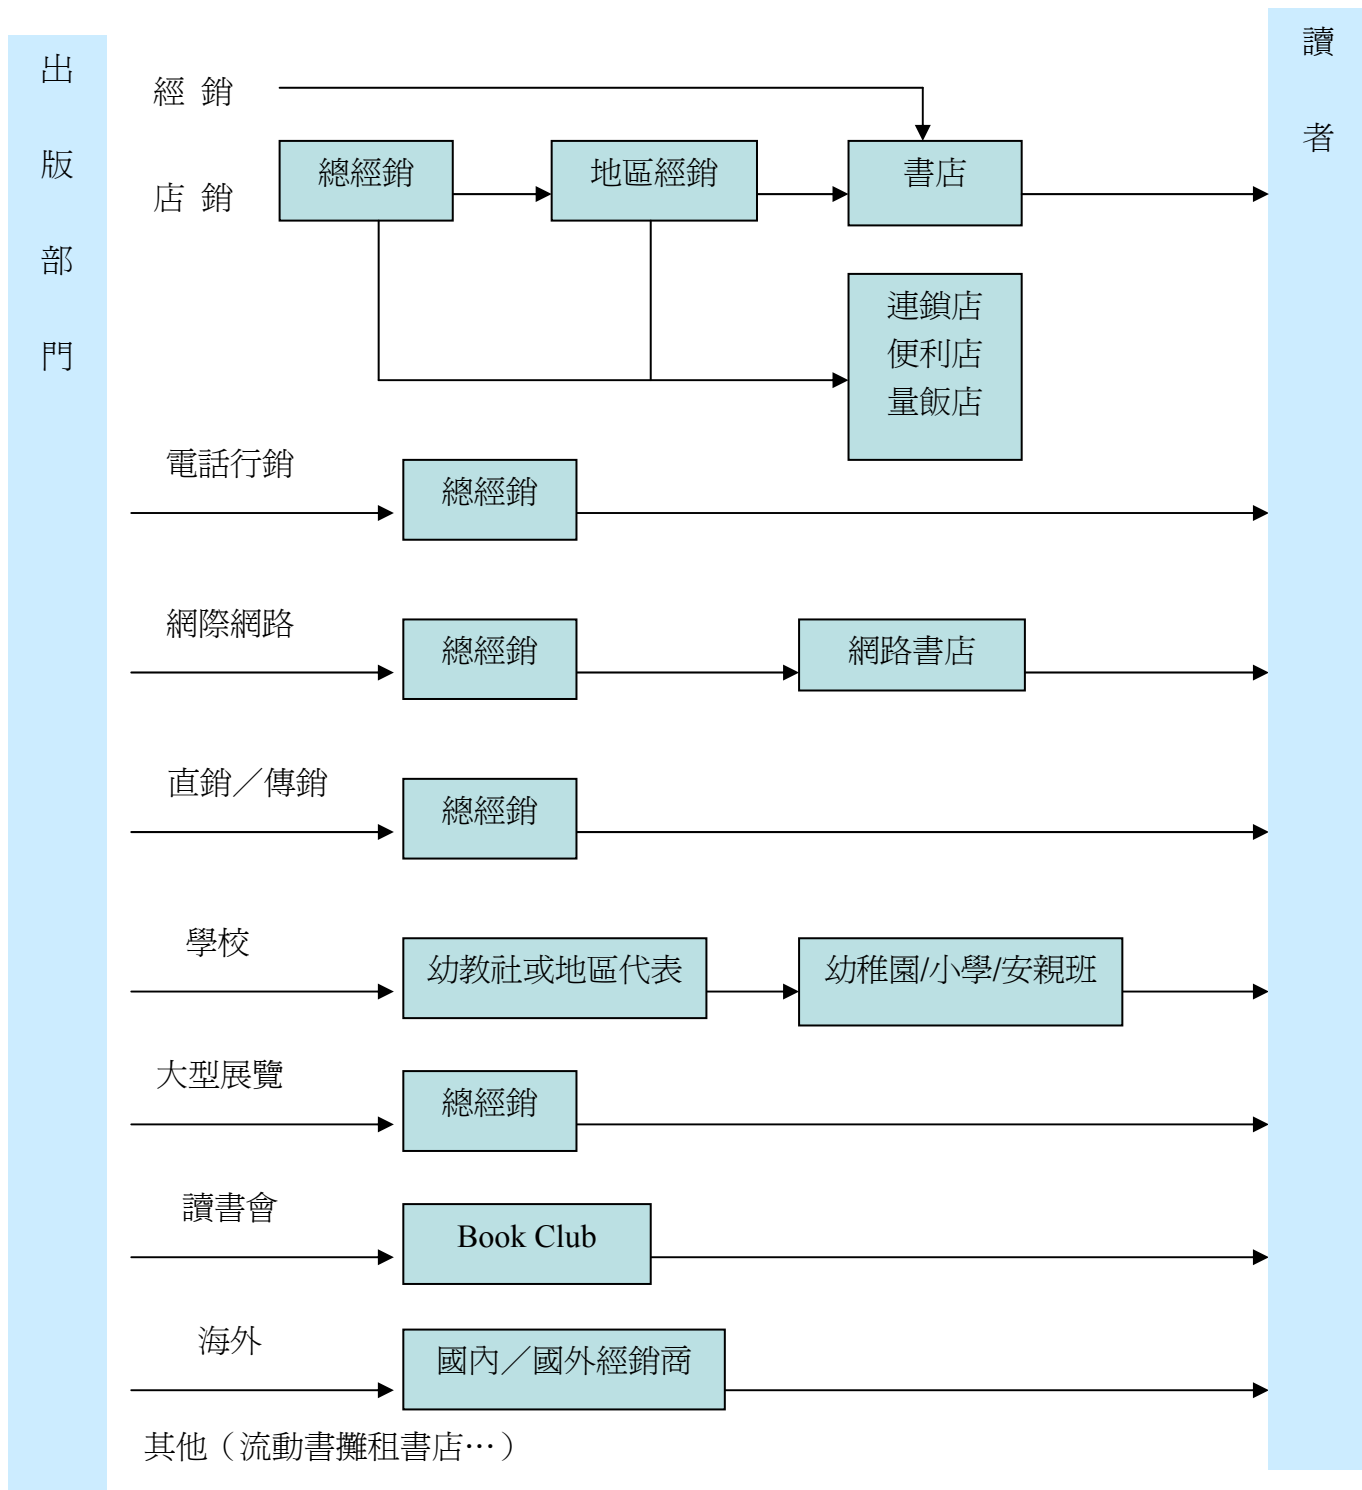 出版部門
讀者
經 銷
店 銷
總經銷
地區經銷
書店
連鎖店
便利店
量飯店
電話行銷
總經銷
網際網路
總經銷
網路書店
直銷／傳銷
總經銷
學校
幼教社或地區代表
幼稚園/小學/安親班
大型展覽
總經銷
讀書會
Book Club
海外
國內／國外經銷商
其他（流動書攤租書店…）